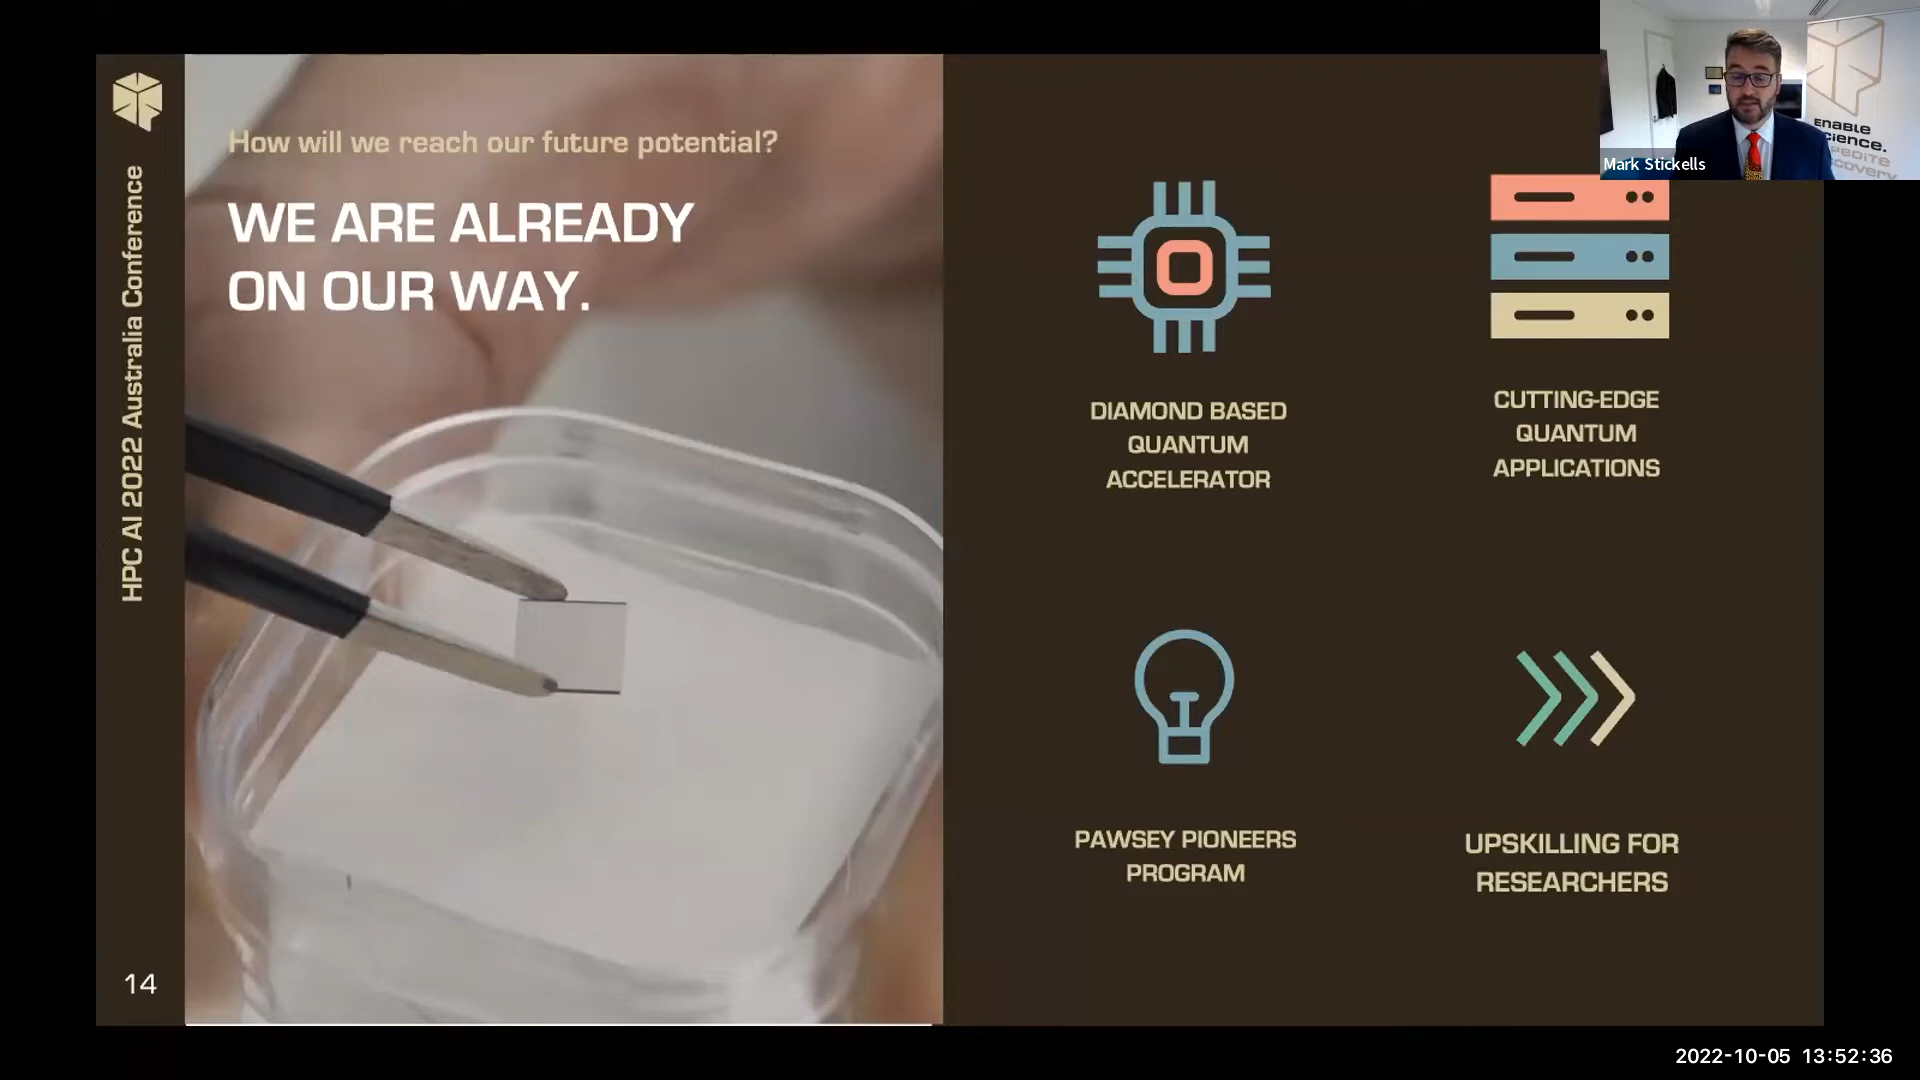 HPC AI 2022 Australia Conference
14
How will we reach our future potential?
WE ARE ALREADY
ON OUR WAY.
DIAMOND BASED
QUANTUM
ACCELERATOR
CUTTING-EDGE
QUANTUM
APPLICATIONS
PAWSEY PIONEERS
PROGRAM
UPSKILLING FOR
RESEARCHERS
Mark Stickells
ENABLE
2022-10-05 13:52:36